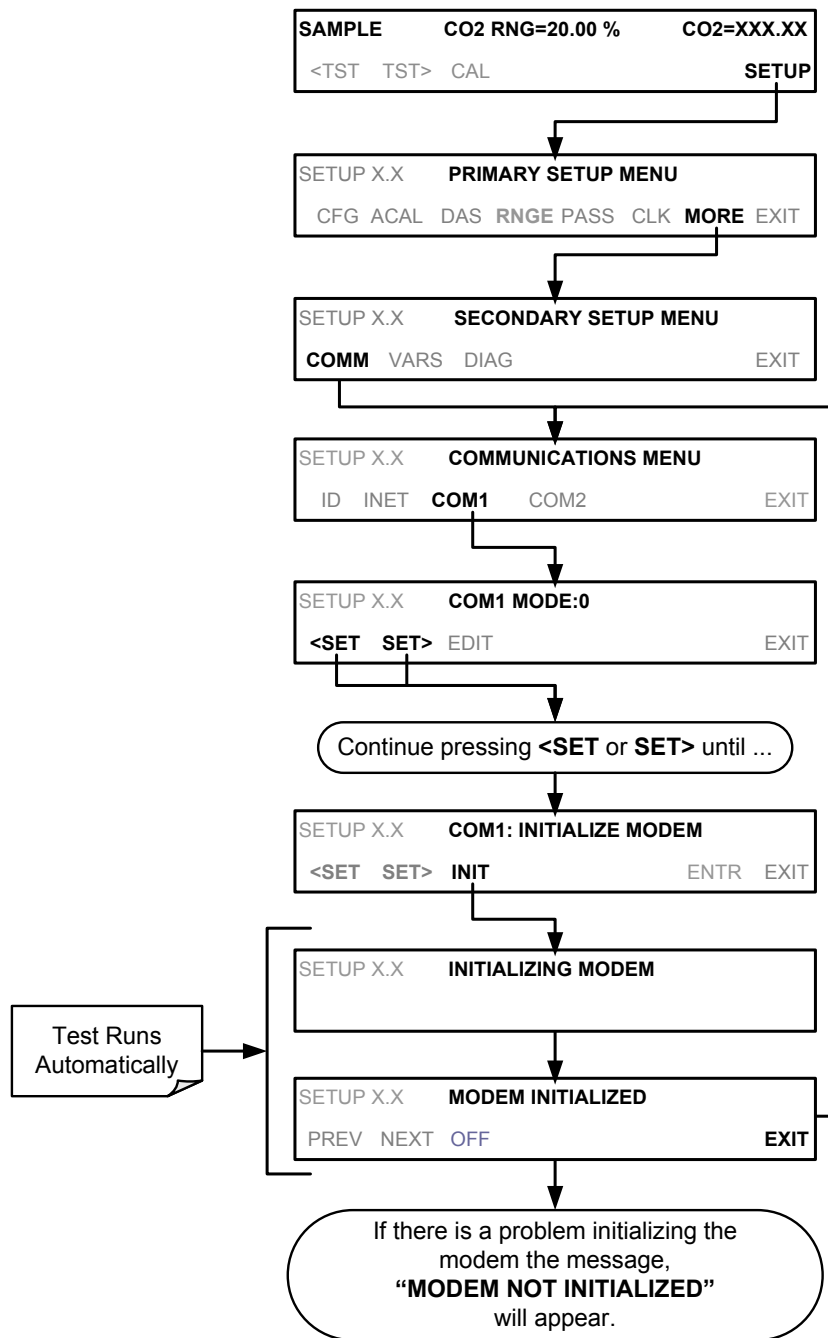 SAMPLE CO2 RNG=20.00 % CO2=XXX.XX
<TST TST> CAL SETUP
SETUP X.X PRIMARY SETUP MENU
CFG ACAL DAS RNGE PASS CLK MORE EXIT
SETUP X.X SECONDARY SETUP MENU
COMM VARS DIAG EXIT
SETUP X.X COMMUNICATIONS MENU
ID INET COM1 COM2 EXIT
SETUP X.X COM1 MODE:0
<SET SET> EDIT EXIT
Continue pressing <SET or SET> until ...
SETUP X.X COM1: INITIALIZE MODEM
<SET SET> INIT ENTR EXIT
SETUP X.X INITIALIZING MODEM
Test Runs
Automatically
SETUP X.X MODEM INITIALIZED
PREV NEXT OFF EXIT
If there is a problem initializing the
modem the message,
“MODEM NOT INITIALIZED”
will appear.